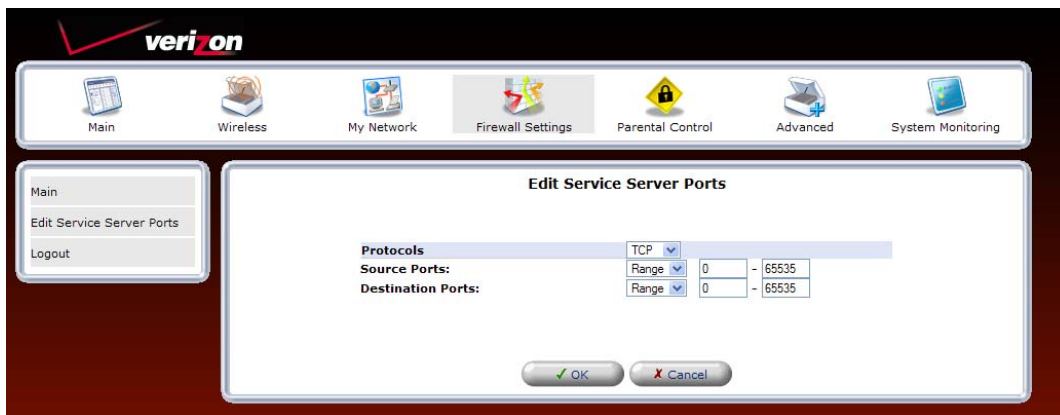 verizon
Main Wireless My Network Firewall Settings Parental Control Advanced System Monitoring
Main
Edit Service Server Ports
Logout
Edit Service Server Ports
Protocols TCP
Source Ports: Range 0 - 65535
Destination Ports: Range 0 - 65535
✓ OK ✗ Cancel